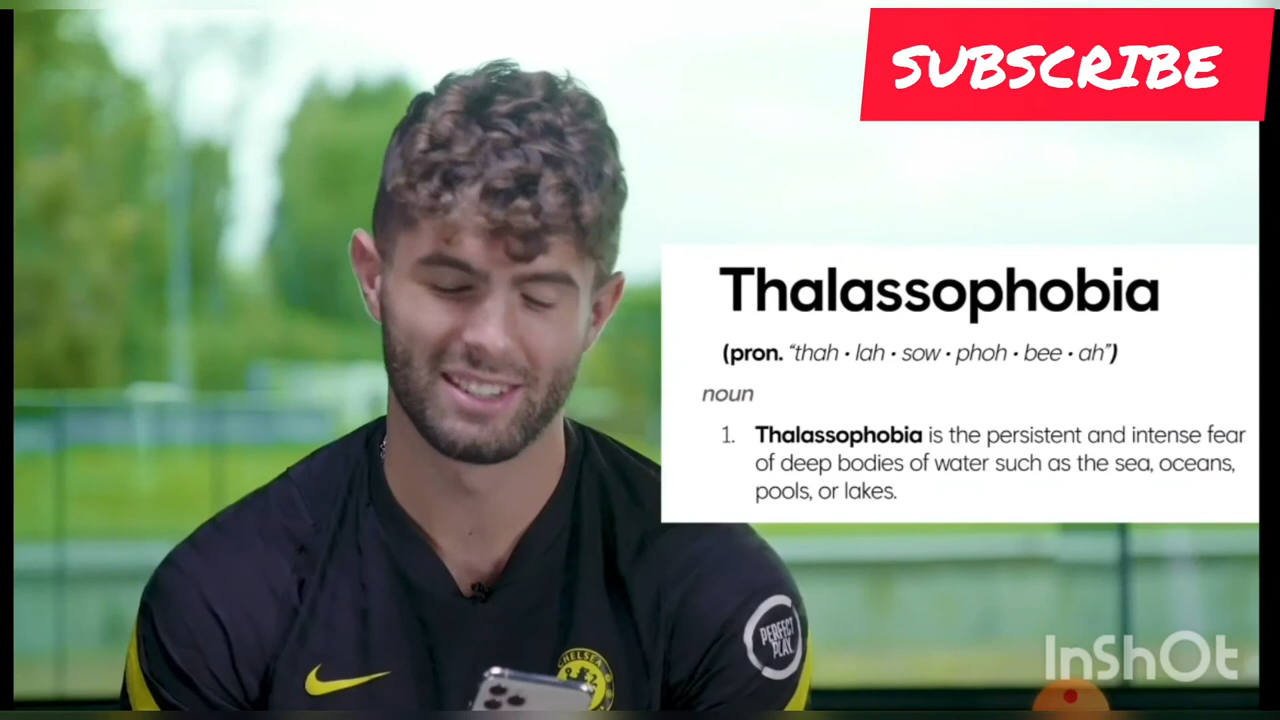 SUBSCRIBE
Thalassophobia
(pron. “thah • lah • sow • phoh • bee • ah”)
noun
1. Thalassophobia is the persistent and intense fear
of deep bodies of water such as the sea, oceans,
pools, or lakes.
PERFECT
PLAY
CHELSEA
InShOt